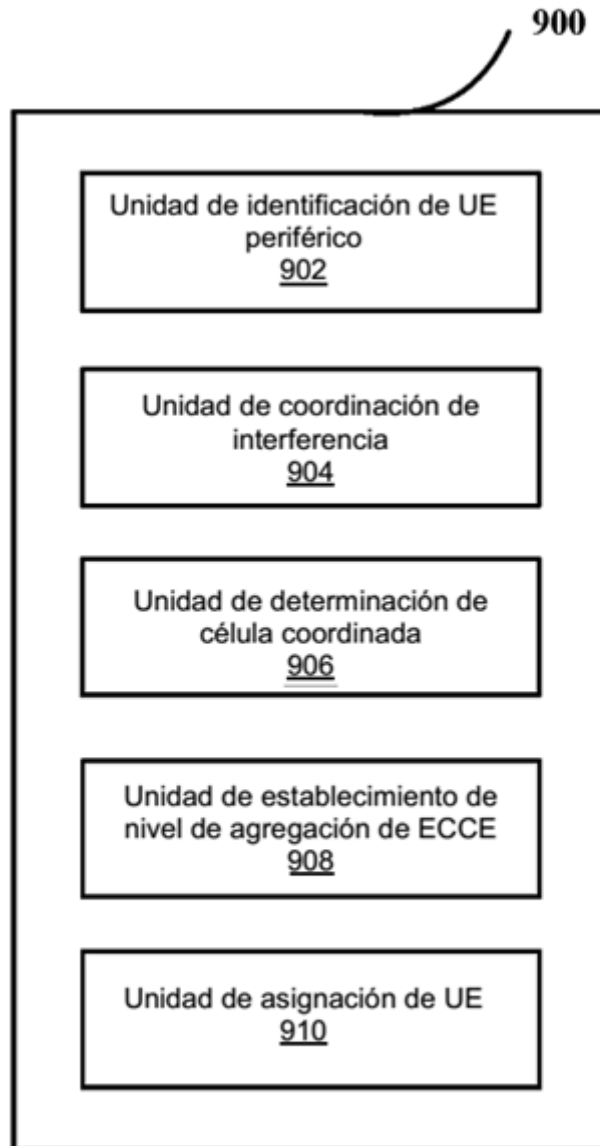 900
Unidad de identificación de UE
periférico
902
Unidad de coordinación de
interferencia
904
Unidad de determinación de
célula coordinada
906
Unidad de establecimiento de
nivel de agregación de ECCE
908
Unidad de asignación de UE
910